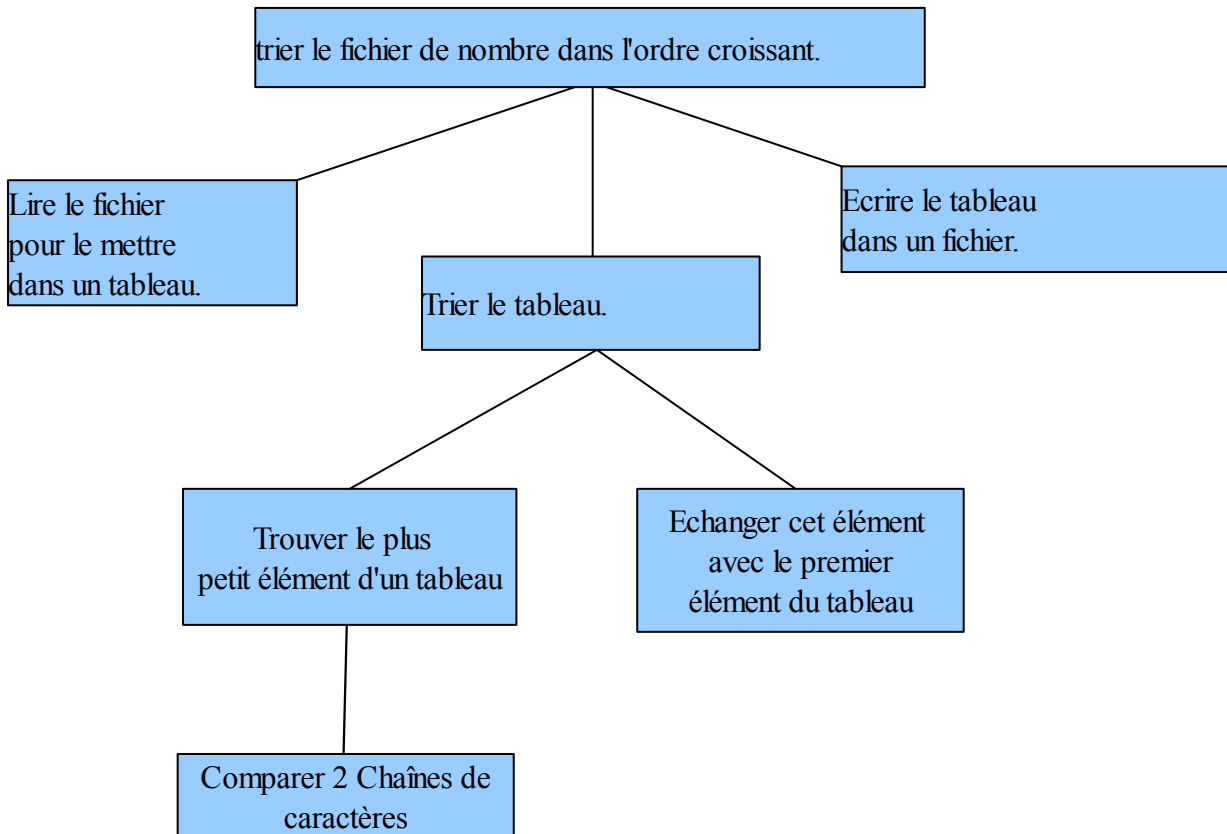 trier le fichier de nombre dans l'ordre croissant.
Lire le fichier
pour le mettre
dans un tableau.
Ecrire le tableau
dans un fichier.
Trier le tableau.
Trouver le plus
petit élément d'un tableau
Echanger cet élément
avec le premier
élément du tableau
Comparer 2 Chaînes de
caractères